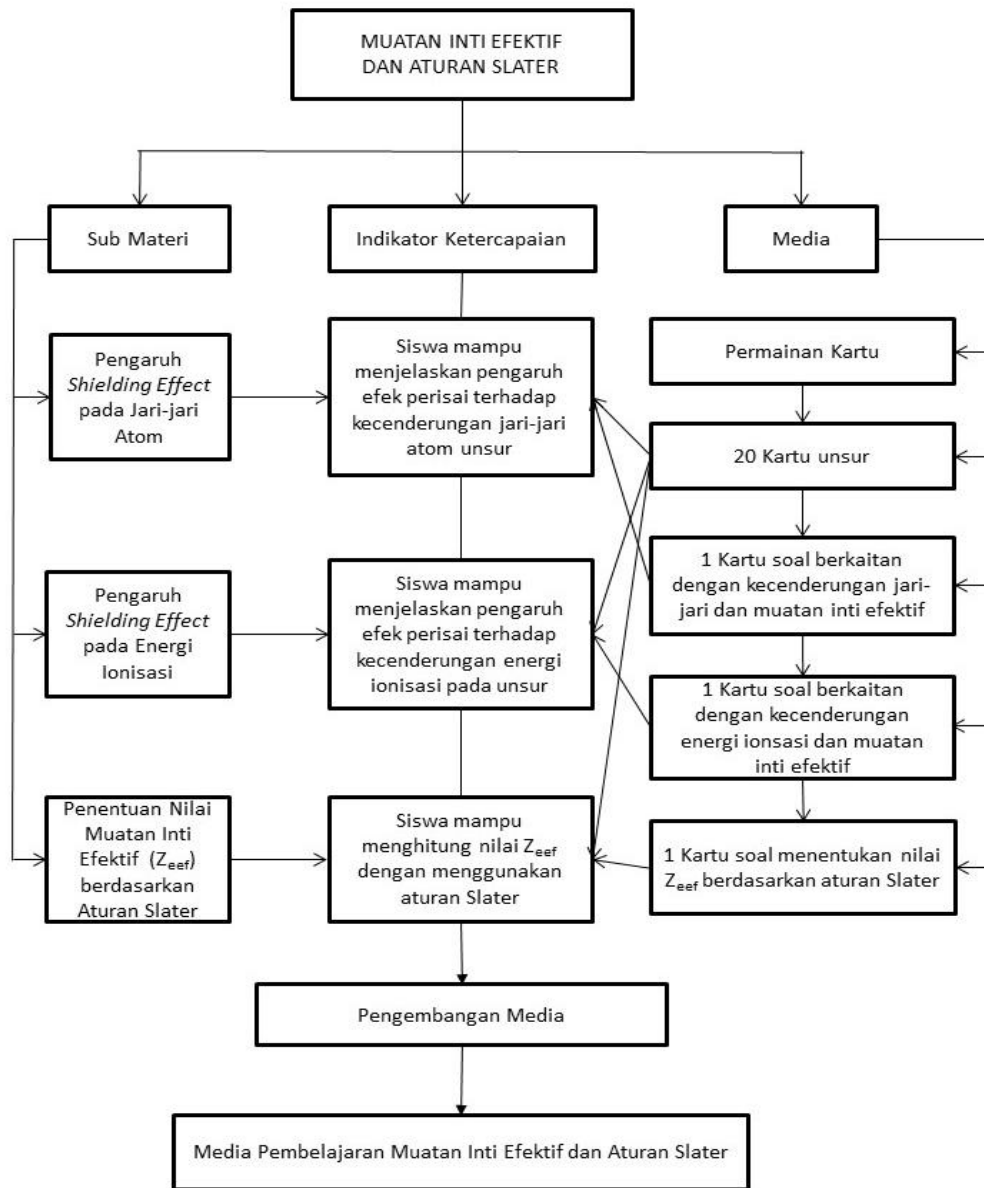 MUATAN INTI EFEKTIF
DAN ATURAN SLATER
Sub Materi
Indikator Ketercapaian
Media
Pengaruh
Shielding Effect
pada Jari-jari
Atom
Siswa mampu
menjelaskan pengaruh
efek perisai terhadap
kecenderungan jari-jari
atom unsur
Permainan Kartu
20 Kartu unsur
1 Kartu soal berkaitan
dengan kecenderungan jari-
jari dan muatan inti efektif
Pengaruh
Shielding Effect
pada Energi
Ionisasi
Siswa mampu
menjelaskan pengaruh
efek perisai terhadap
kecenderungan energi
ionisasi pada unsur
1 Kartu soal berkaitan
dengan kecenderungan
energi ionsasi dan muatan
inti efektif
Penentuan Nilai
Muatan Inti
Efektif (Zeef)
berdasarkan
Aturan Slater
Siswa mampu
menghitung nilai Zeef
dengan menggunakan
aturan Slater
1 Kartu soal menentukan nilai
Zeef berdasarkan aturan Slater
Pengembangan Media
Media Pembelajaran Muatan Inti Efektif dan Aturan Slater